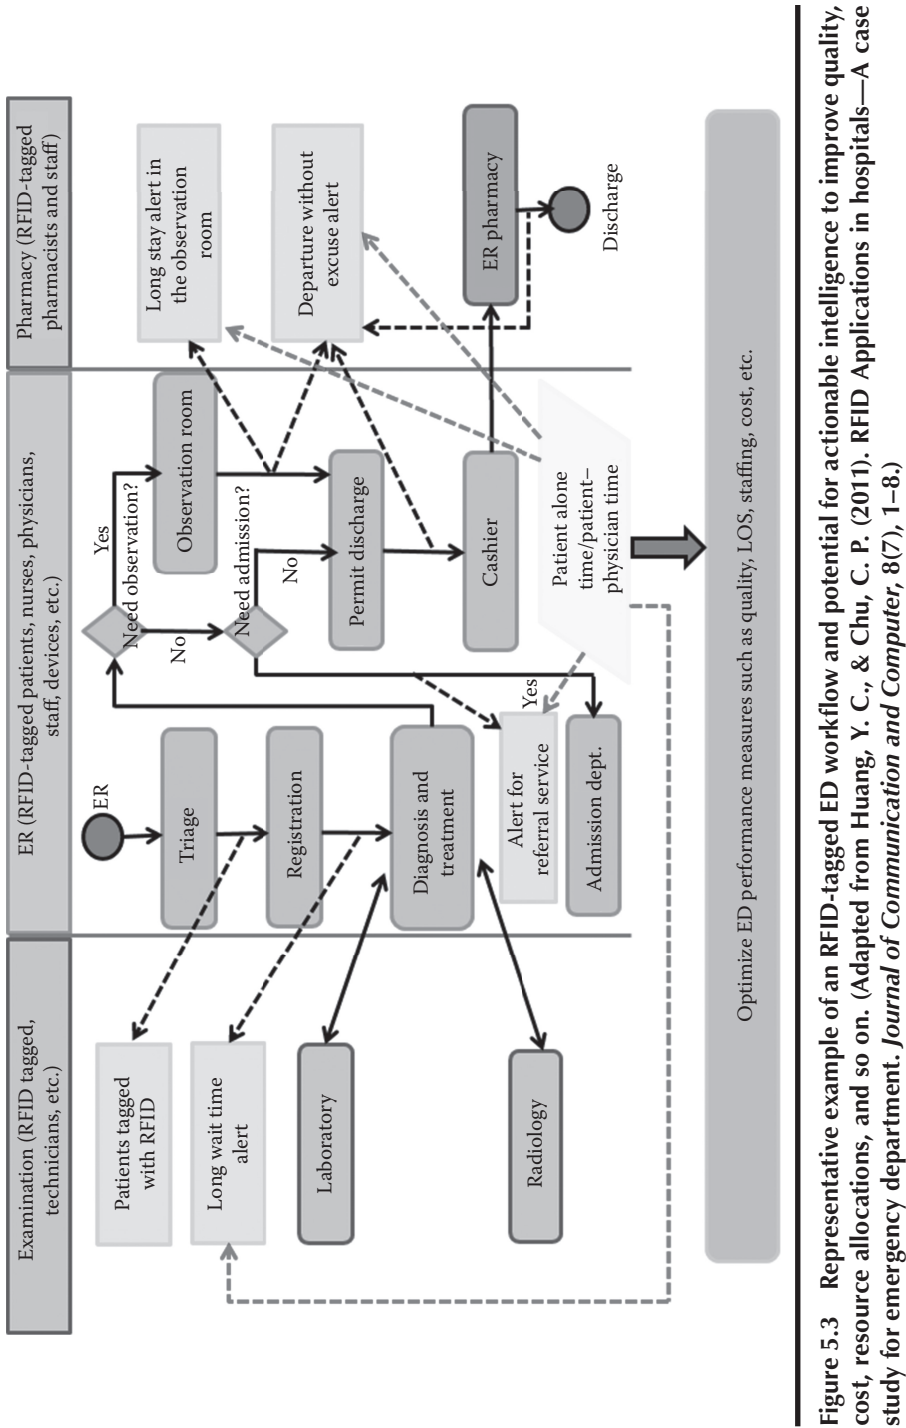 Examination (RFID tagged,
technicians, etc.)
ER (RFID-tagged patients, nurses, physicians,
staff, devices, etc.)
Pharmacy (RFID-tagged
pharmacists and staff)
Patients tagged
with RFID
Long wait time
alert
Laboratory
Radiology
ER
Triage
Registration
Diagnosis and
treatment
Alert for
referral service
Admission dept.
Yes
Need observation?
Yes
No
Need admission?
No
Observation room
Permit discharge
Cashier
Patient alone
time/patient–
physician time
Long stay alert in
the observation
room
Departure without
excuse alert
ER pharmacy
Discharge
Optimize ED performance measures such as quality, LOS, staffing, cost, etc.
Figure 5.3 Representative example of an RFID-tagged ED workflow and potential for actionable intelligence to improve quality,
cost, resource allocations, and so on. (Adapted from Huang, Y. C., & Chu, C. P. (2011). RFID Applications in hospitals—A case
study for emergency department. Journal of Communication and Computer, 8(7), 1–8.)